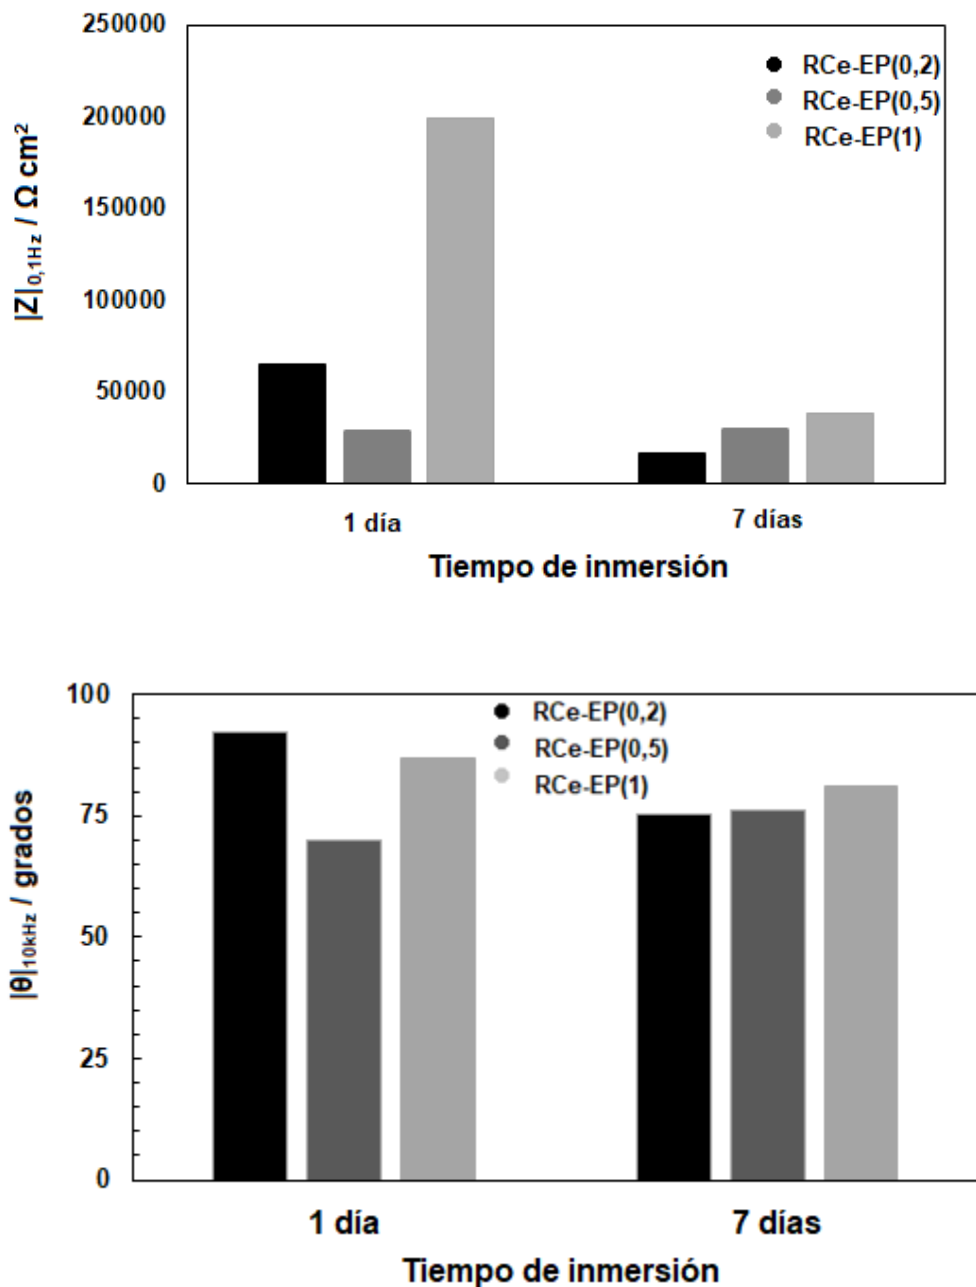 250000
200000
150000
100000
50000
0
|Z|0,1Hz / Ω cm²
RCe-EP(0,2)
RCe-EP(0,5)
RCe-EP(1)
1 día
7 días
Tiempo de inmersión
100
75
50
25
0
|θ|10kHz / grados
RCe-EP(0,2)
RCe-EP(0,5)
RCe-EP(1)
1 día
7 días
Tiempo de inmersión